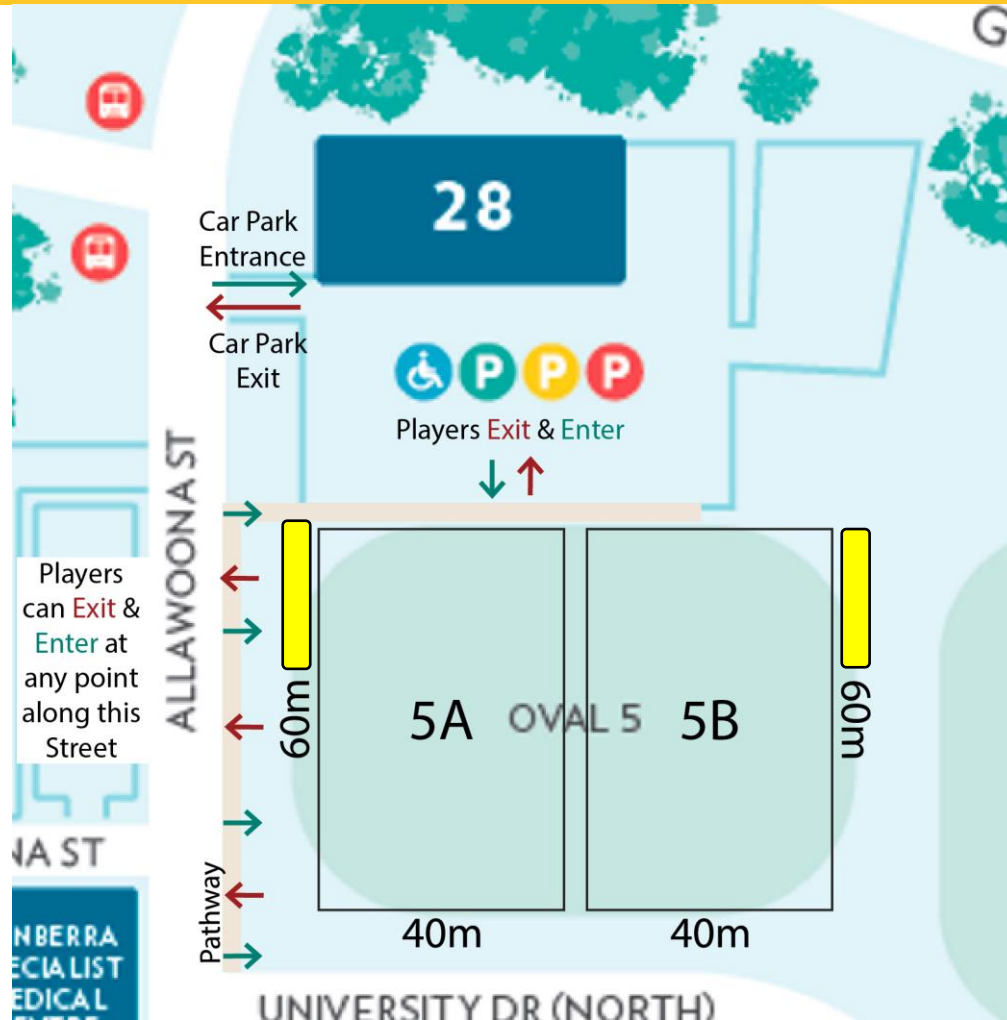 G
28
Car Park
Entrance
Car Park
Exit
P P P
Players Exit & Enter
ALLAWOONA ST
Players
can Exit &
Enter at
any point
along this
Street
60m
5A
OVAL 5
5B
60m
NA ST
Pathway
40m
40m
NBERRA
ECIALIST
EDICAL
UNIVERSITY DR (NORTH)